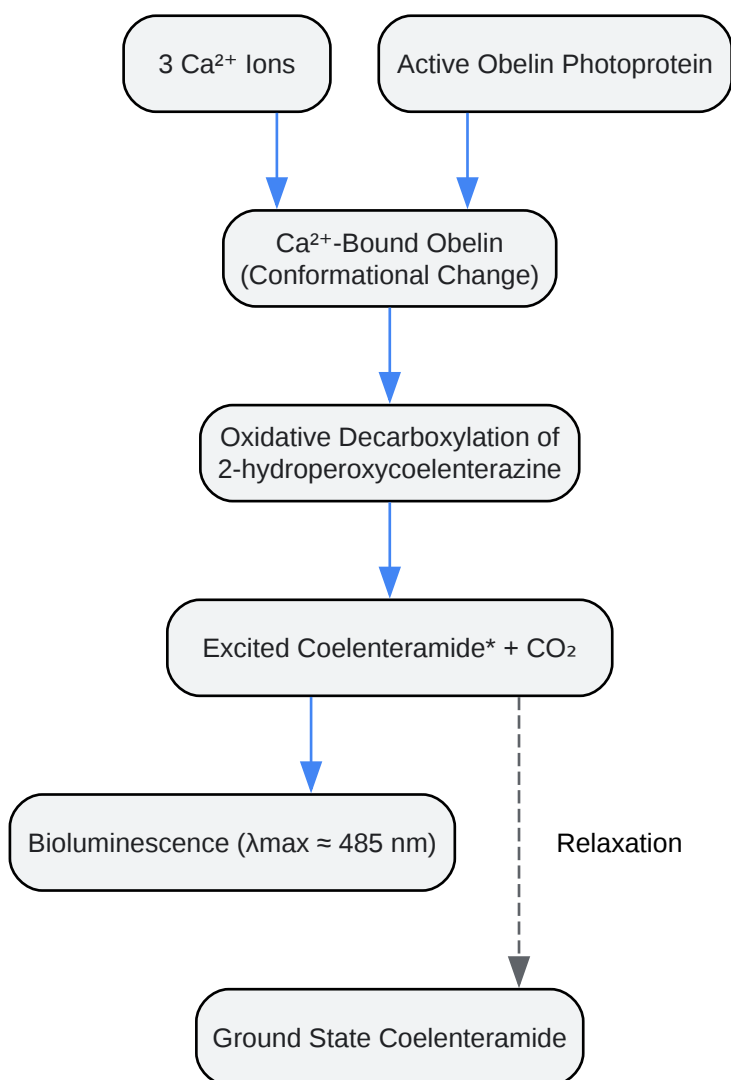 3 Ca²⁺ Ions
Active Obelin Photoprotein
Ca²⁺-Bound Obelin
(Conformational Change)
Oxidative Decarboxylation of
2-hydroperoxycoelenterazine
Excited Coelenteramide* + CO₂
Bioluminescence (λmax ≈ 485 nm)
Relaxation
Ground State Coelenteramide